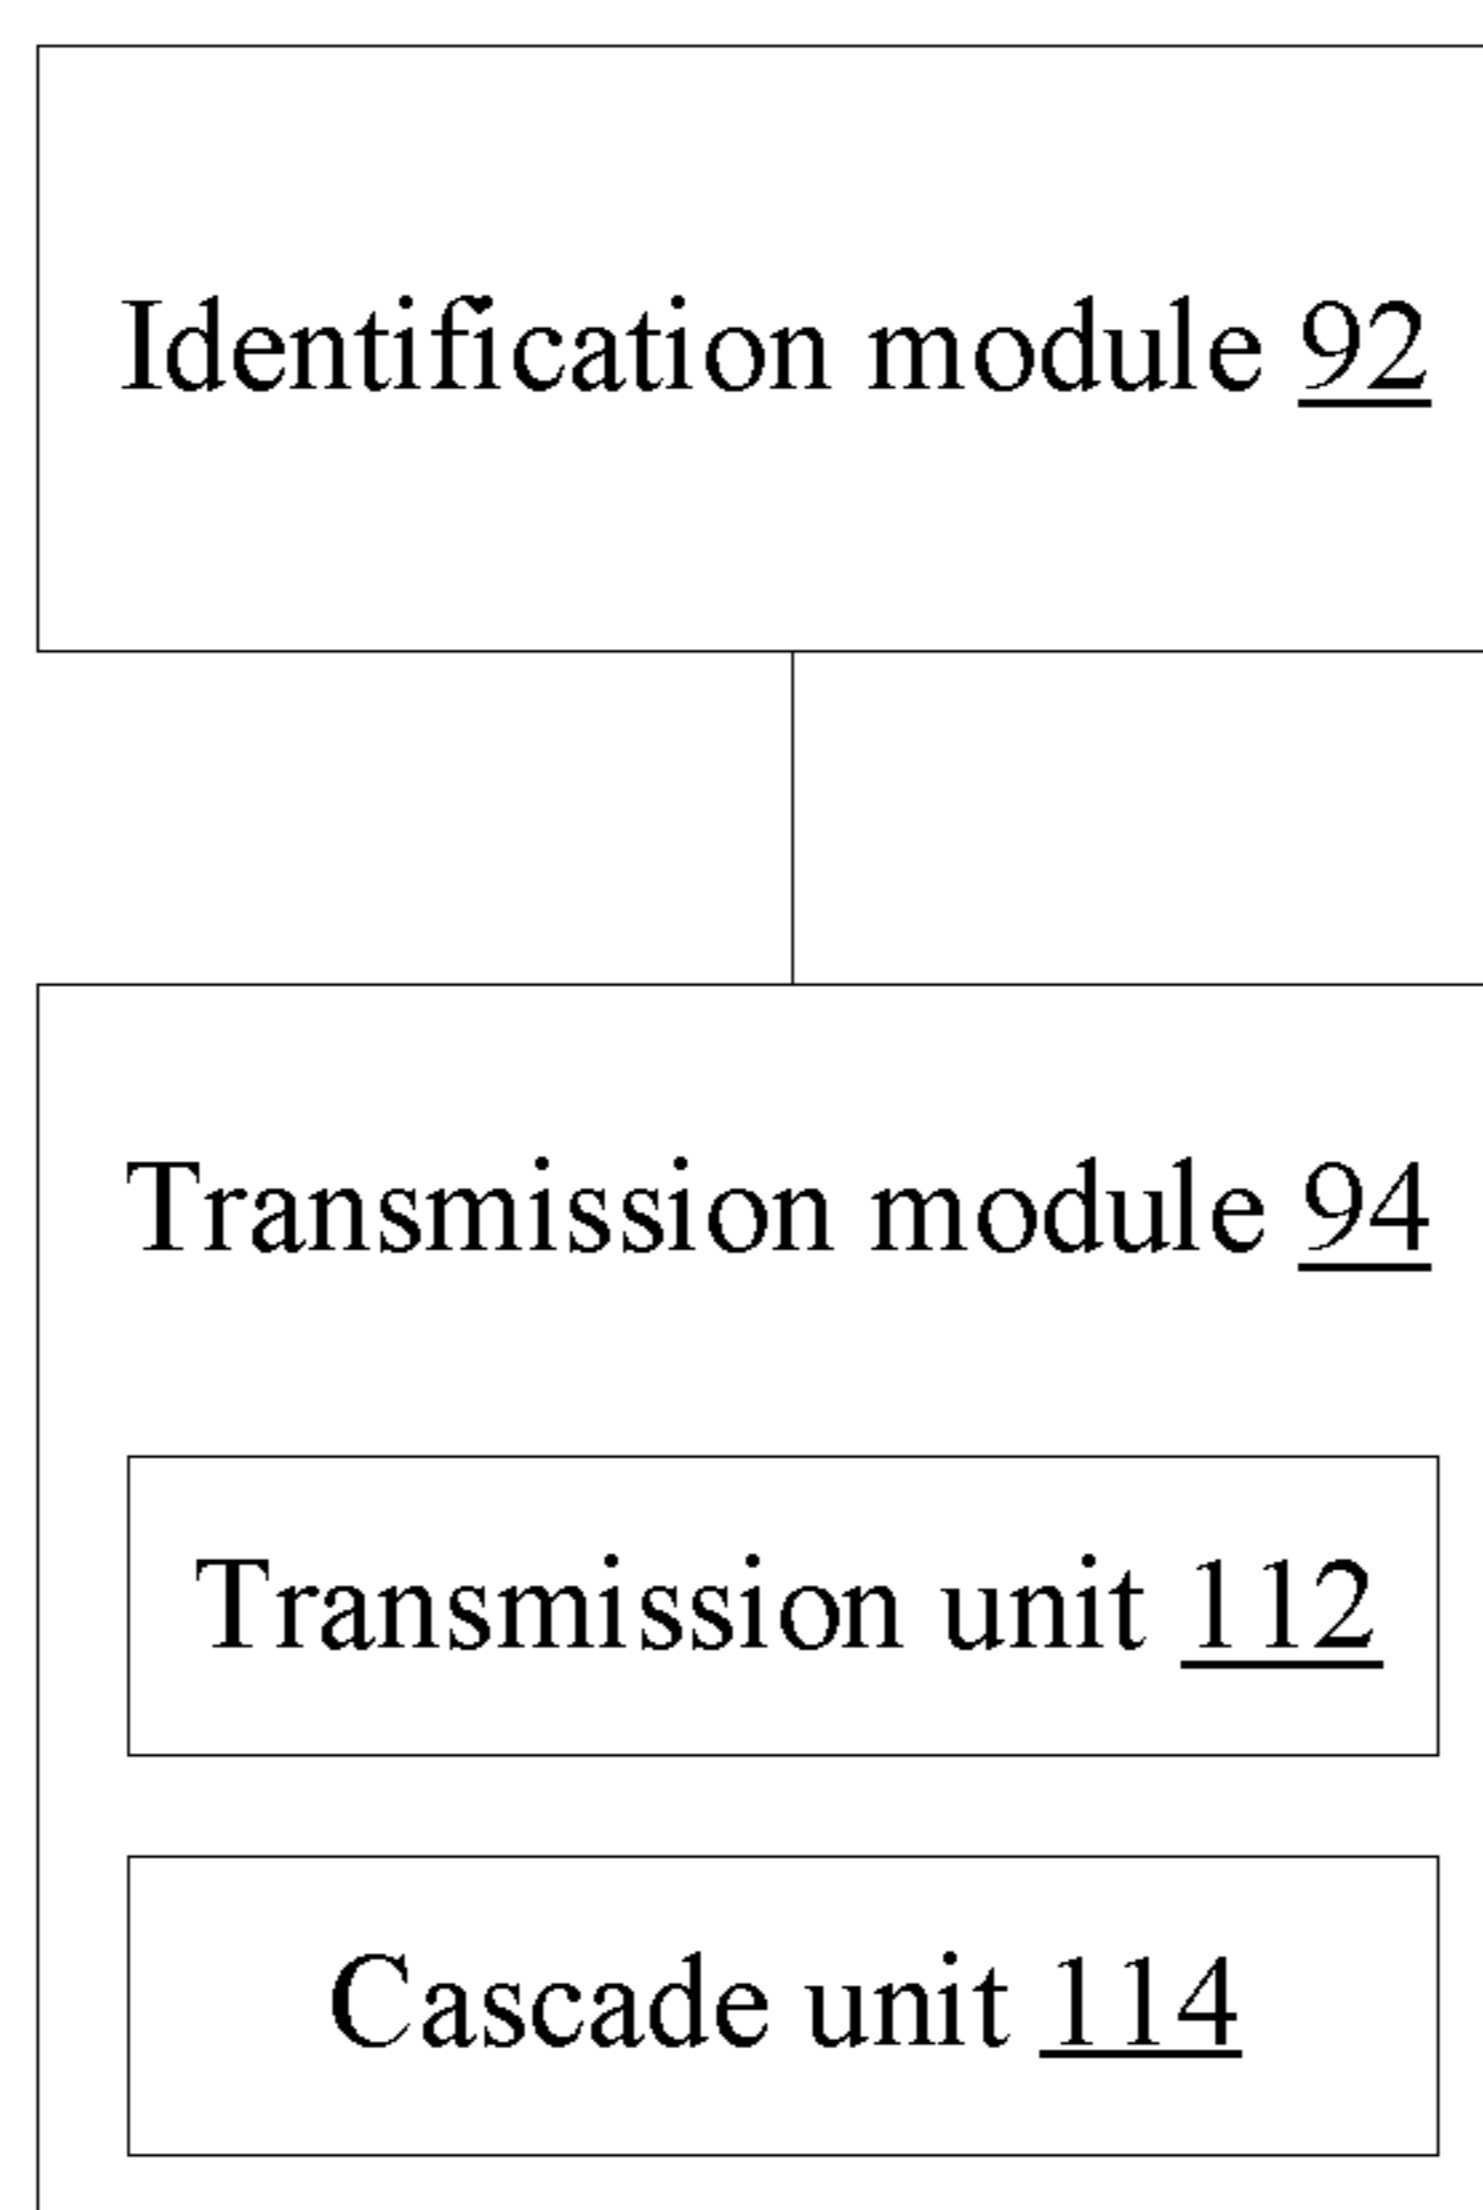 Identification module 92
Transmission module 94
Transmission unit 112
Cascade unit 114